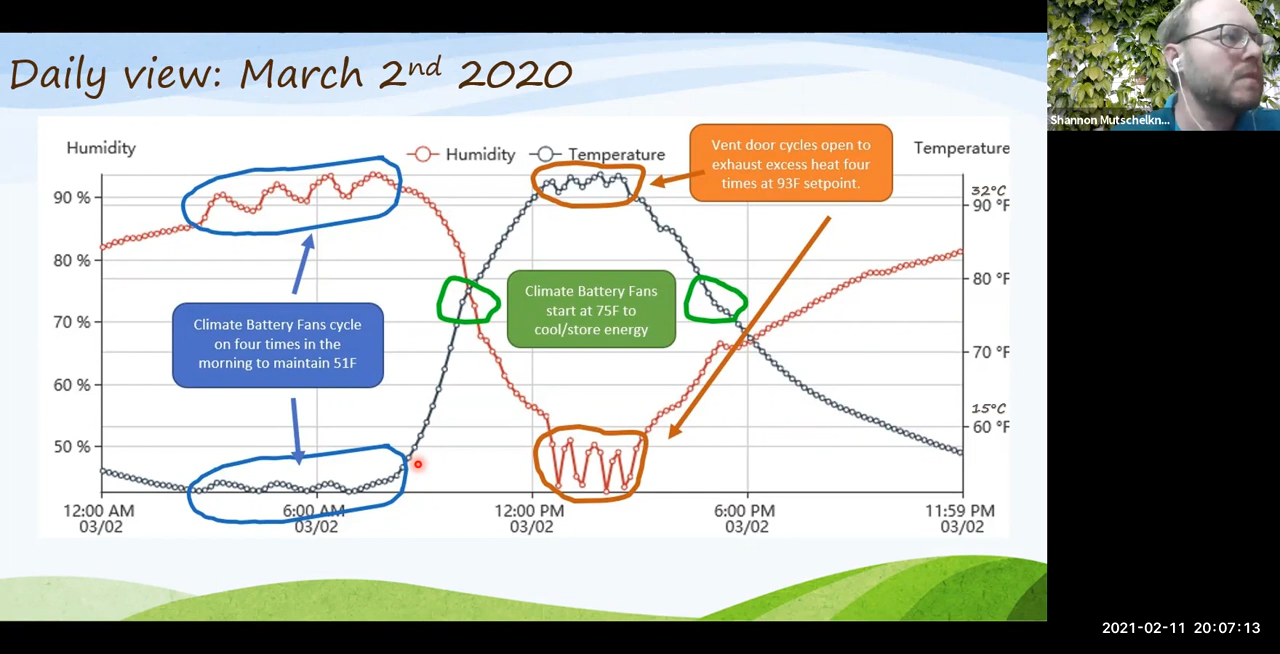 Daily view: March 2nd 2020
Shannon Mutschelkn...
Humidity
Humidity
Temperature
Temperature
Vent door cycles open to
exhaust excess heat four
times at 93F setpoint.
90 %
80 %
70 %
60 %
50 %
32°C
90 °F
80 °F
70 °F
15°C
60 °F
Climate Battery Fans
start at 75F to
cool/store energy
Climate Battery Fans cycle
on four times in the
morning to maintain 51F
12:00 AM
03/02
6:00 AM
03/02
12:00 PM
03/02
6:00 PM
03/02
11:59 PM
03/02
2021-02-11 20:07:13